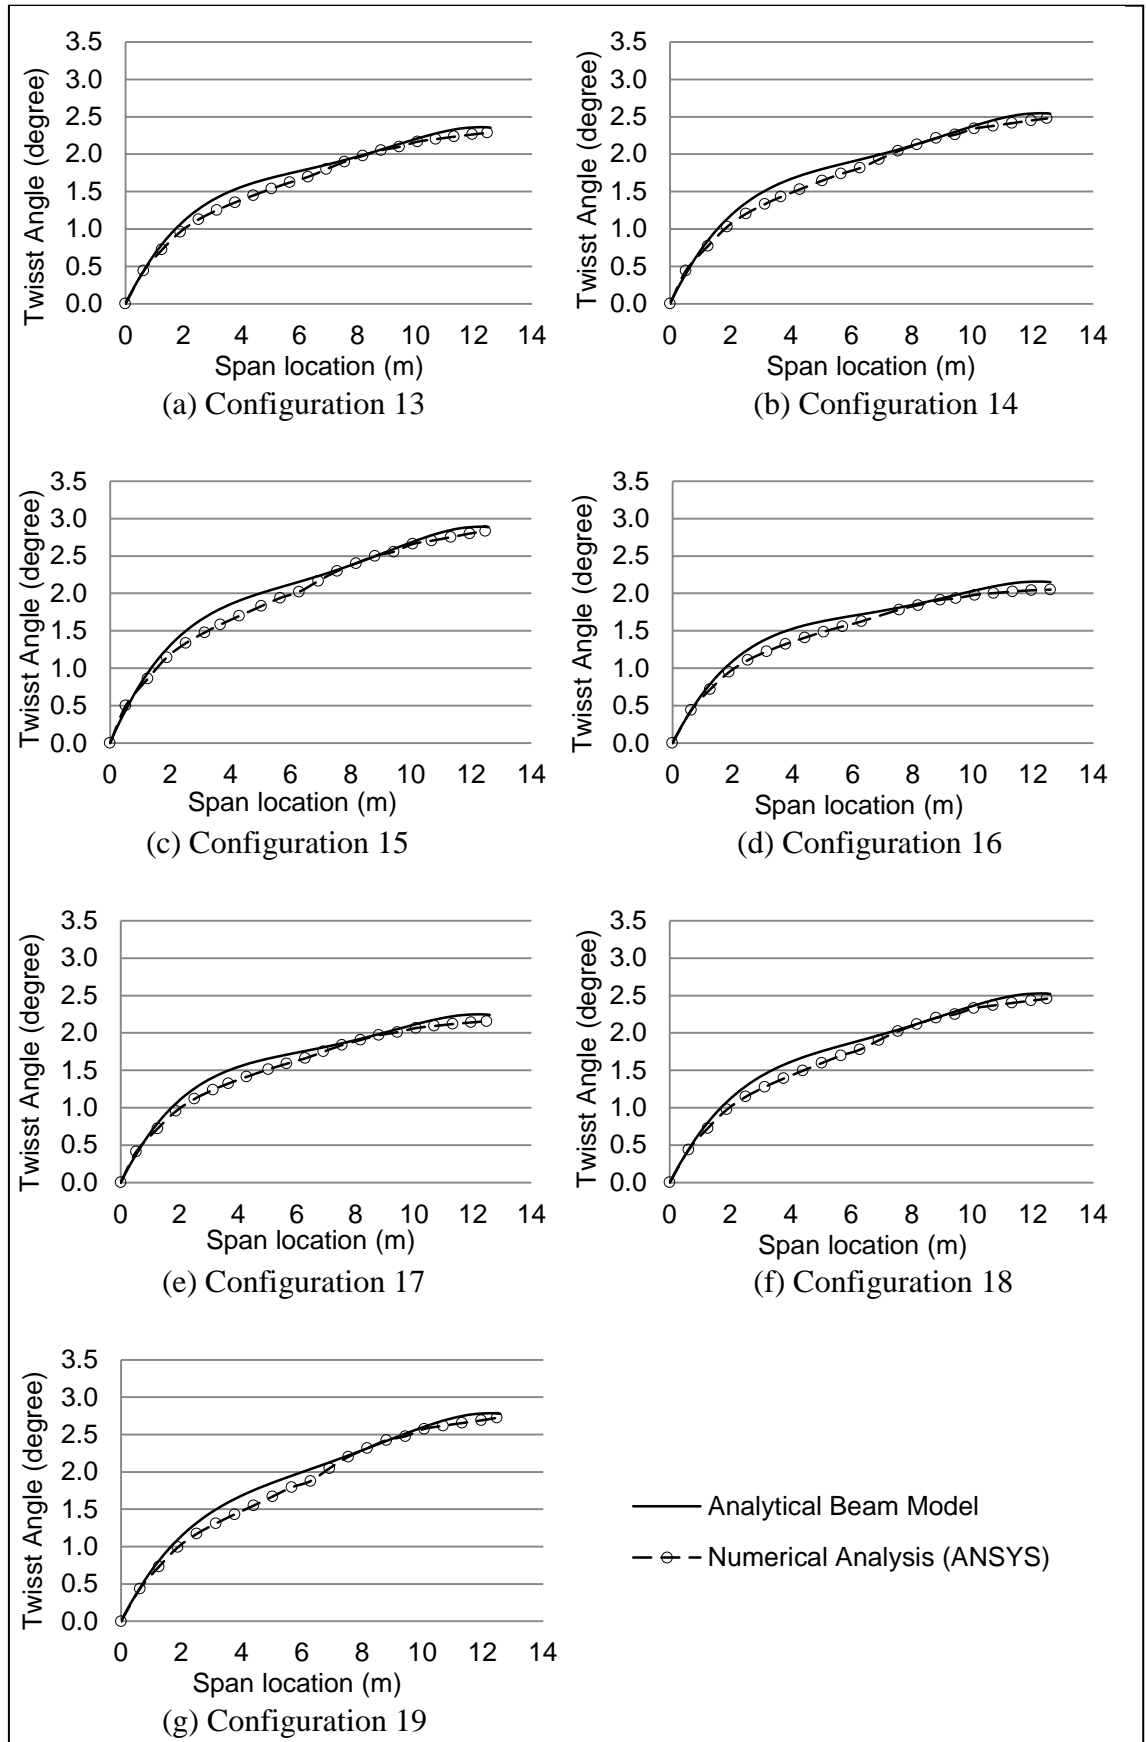 3.5
3.0
2.5
2.0
1.5
1.0
0.5
0.0
Twisst Angle (degree)
0 2 4 6 8 10 12 14
Span location (m)
(a) Configuration 13
3.5
3.0
2.5
2.0
1.5
1.0
0.5
0.0
Twisst Angle (degree)
0 2 4 6 8 10 12 14
Span location (m)
(b) Configuration 14
3.5
3.0
2.5
2.0
1.5
1.0
0.5
0.0
Twisst Angle (degree)
0 2 4 6 8 10 12 14
Span location (m)
(c) Configuration 15
3.5
3.0
2.5
2.0
1.5
1.0
0.5
0.0
Twisst Angle (degree)
0 2 4 6 8 10 12 14
Span location (m)
(d) Configuration 16
3.5
3.0
2.5
2.0
1.5
1.0
0.5
0.0
Twisst Angle (degree)
0 2 4 6 8 10 12 14
Span location (m)
(e) Configuration 17
3.5
3.0
2.5
2.0
1.5
1.0
0.5
0.0
Twisst Angle (degree)
0 2 4 6 8 10 12 14
Span location (m)
(f) Configuration 18
3.5
3.0
2.5
2.0
1.5
1.0
0.5
0.0
Twisst Angle (degree)
0 2 4 6 8 10 12 14
Span location (m)
(g) Configuration 19
Analytical Beam Model
Numerical Analysis (ANSYS)